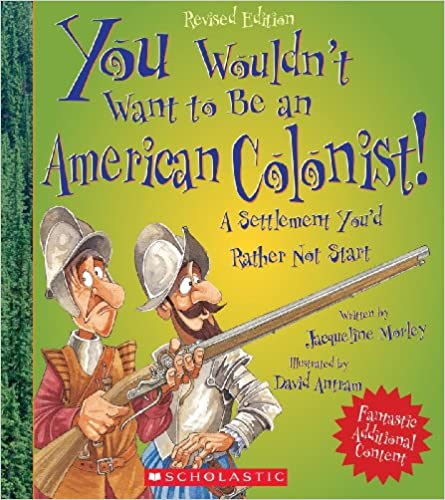 Revised Edition
You Wouldn't
Want to Be an
American Colonist!
A Settlement You'd
Rather Not Start
Written by
Jacqueline Morley
Illustrated by
David Antram
Fantastic
Additional
Content
SCHOLASTIC